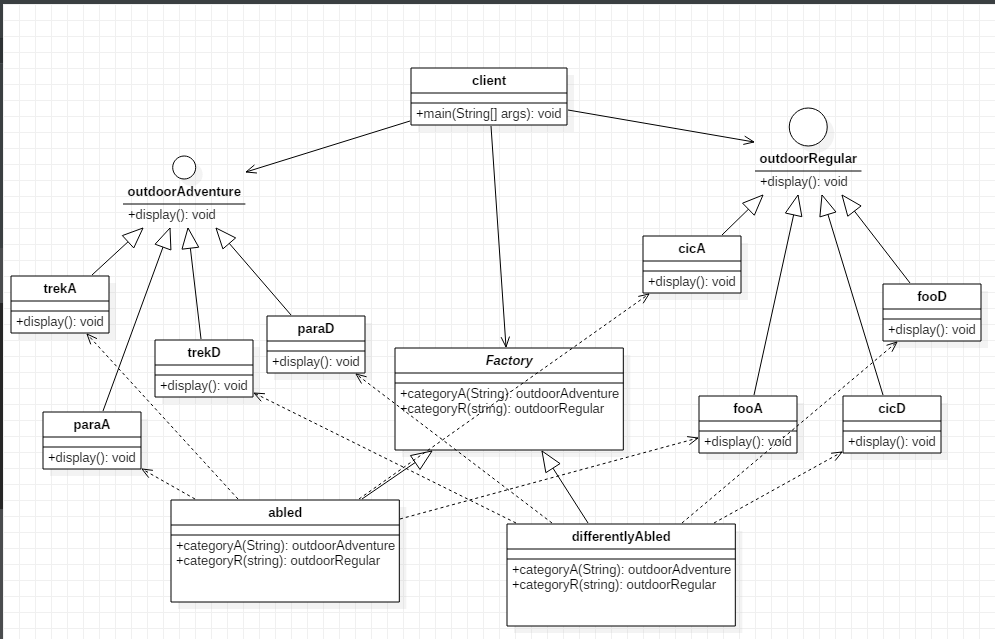 client
+main(String[] args): void
outdoorAdventure
+display(): void
outdoorRegular
+display(): void
trekA
+display(): void
paraA
+display(): void
trekD
+display(): void
paraD
+display(): void
Factory
+categoryA(String): outdoorAdventure
+categoryR(string): outdoorRegular
cicA
+display(): void
fooA
+display(): void
cicD
+display(): void
fooD
+display(): void
abled
+categoryA(String): outdoorAdventure
+categoryR(string): outdoorRegular
differentlyAbled
+categoryA(String): outdoorAdventure
+categoryR(string): outdoorRegular